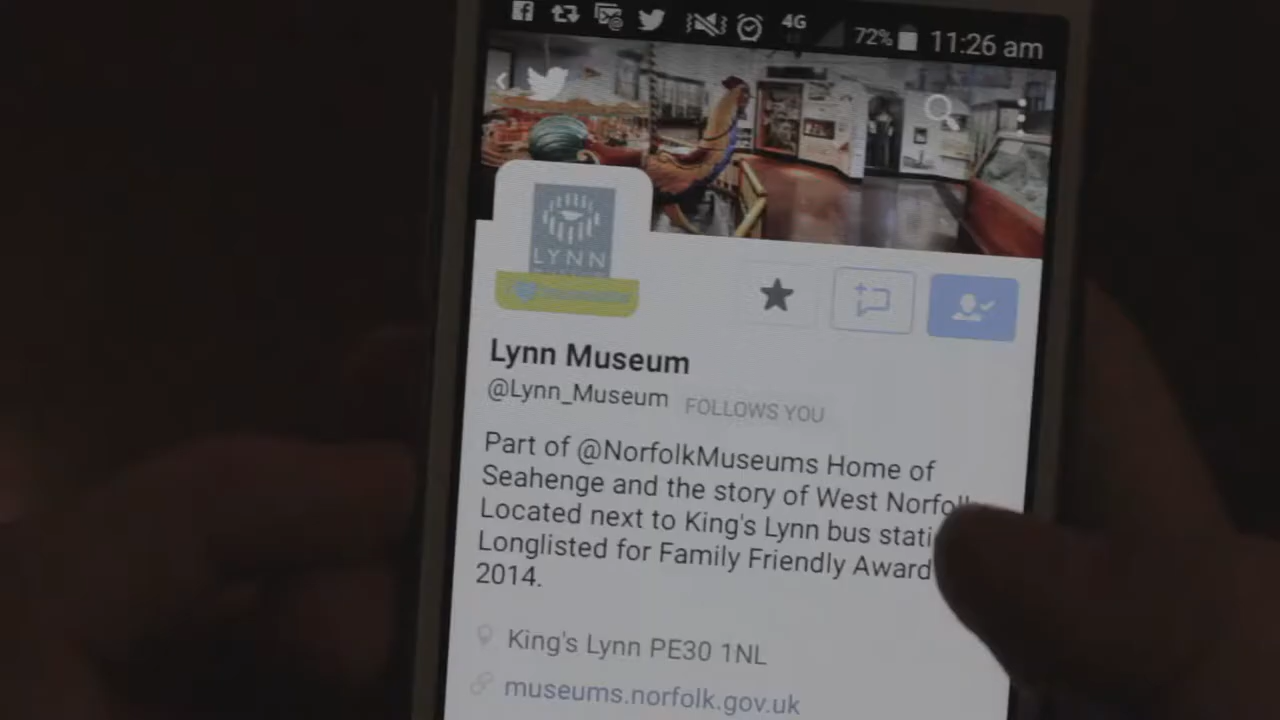 4G 72% 11:26 am
LYNN
Lynn Museum
@Lynn_Museum FOLLOWS YOU
Part of @NorfolkMuseums Home of
Seahenge and the story of West Norfolk
Located next to King's Lynn bus stati
Longlisted for Family Friendly Award
2014.
King's Lynn PE30 1NL
museums.norfolk.gov.uk